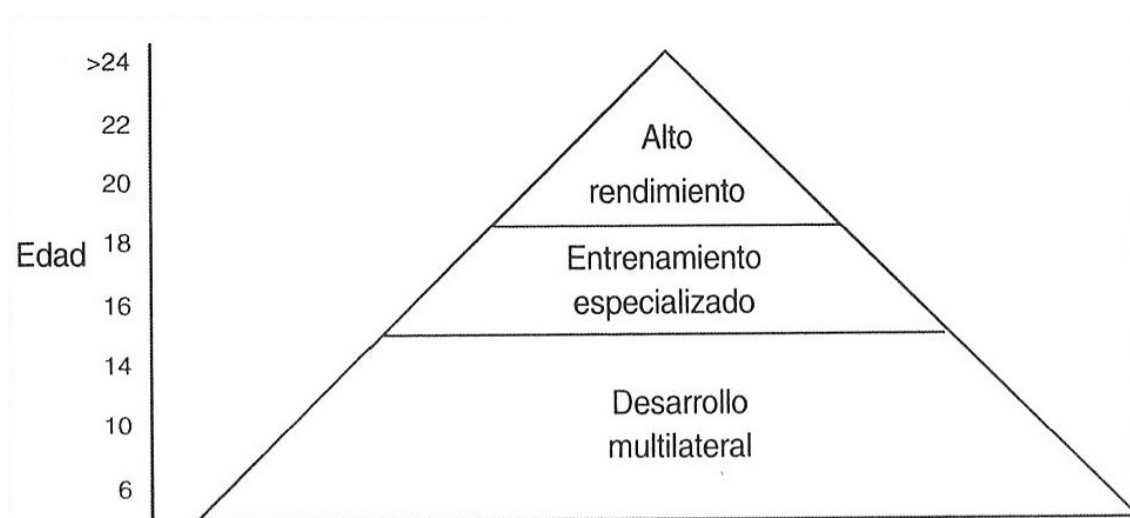 >24
22
20
18
16
14
10
6
Edad
Alto
rendimiento
Entrenamiento
especializado
Desarrollo
multilateral